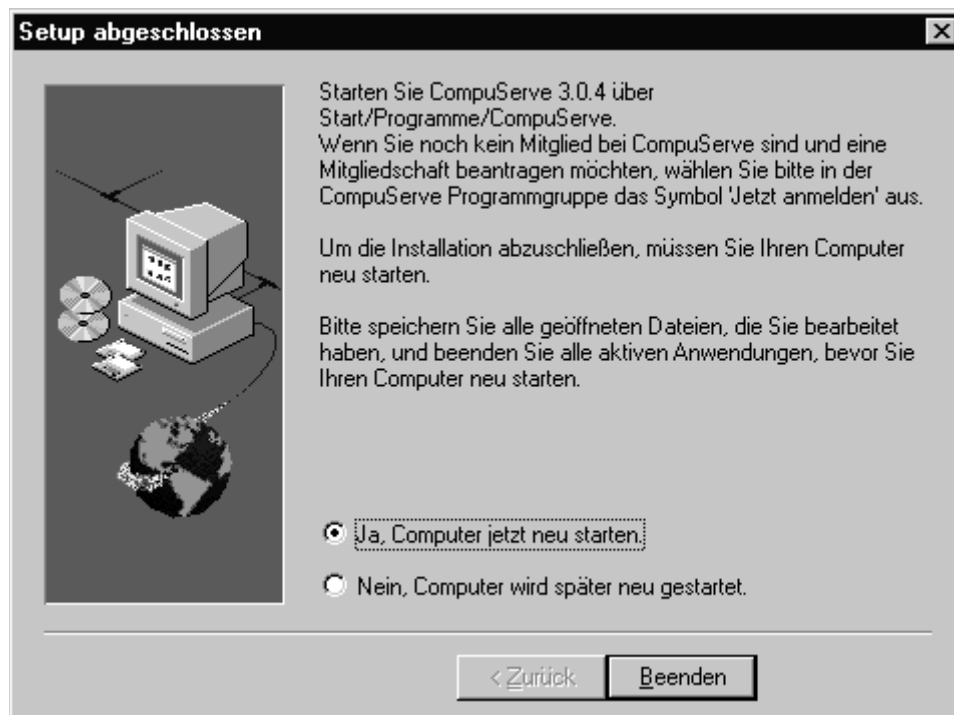 Setup abgeschlossen
Starten Sie CompuServe 3.0.4 über
Start/Programme/CompuServe.
Wenn Sie noch kein Mitglied bei CompuServe sind und eine
Mitgliedschaft beantragen möchten, wählen Sie bitte in der
CompuServe Programmgruppe das Symbol 'Jetzt anmelden' aus.
Um die Installation abzuschließen, müssen Sie Ihren Computer
neu starten.
Bitte speichern Sie alle geöffneten Dateien, die Sie bearbeitet
haben, und beenden Sie alle aktiven Anwendungen, bevor Sie
Ihren Computer neu starten.
Ja, Computer jetzt neu starten.
Nein, Computer wird später neu gestartet.
< Zurück Beenden